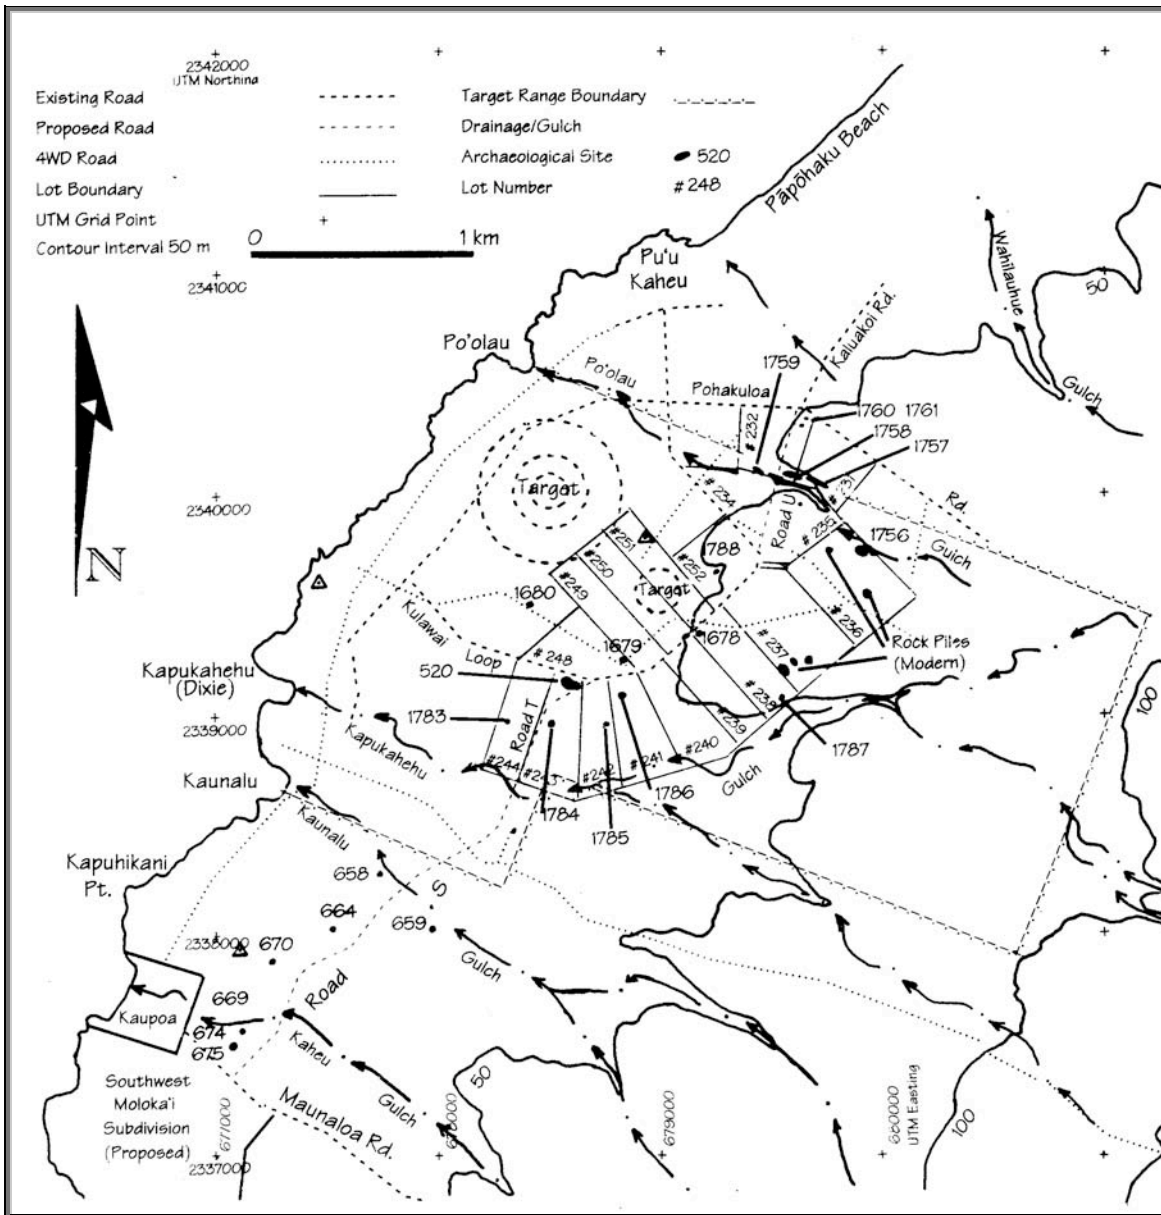 2342000
UTM Northing
Existing Road
Target Range Boundary
Proposed Road
Drainage/Gulch
4WD Road
Archaeological Site
520
Lot Boundary
Lot Number
#248
UTM Grid Point
+
Contour Interval 50 m
0
1 km
Pāpōhaku Beach
Pu'u
Kaheu
2341000
Wahilauhue
Gulch
50
Kaluakoi Rd.
Po'olau
Po'olau
1759
Pohakuloa
Rd.
1760 1761
1758
1757
#232
#231
#234
Road U
#235
Target
2340000
N
1756
Gulch
#251
#250
#249
#252
1788
Target
1680
#236
Kulawai
Loop
1679
1678
#237
Rock Piles
(Modern)
#248
Kapukahehu
(Dixie)
520
#238
#239
1783
Road T
2339000
#240
1787
100
Kapukahehu
#244
#243
#242
#241
Gulch
Kaunalu
Kaunalu
1784
1786
1785
Kapuhikani
Pt.
658
S
664
659
2338000
670
Gulch
Road
669
Kaupoa
674
675
Kaheu
Gulch
50
Southwest
Moloka'i
Subdivision
(Proposed)
Maunaloa Rd.
677000
678000
679000
680000
UTM Easting
100
2337000